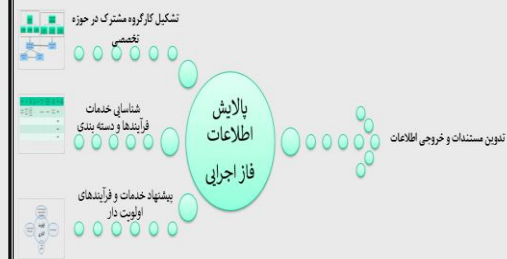 تشکیل کارگروه مشترک در حوزه
تخصصی
شناسایی خدمات
فرآیندها و دسته بندی
پیشنهاد خدمات و فرآیندهای
اولویت دار
پالایش
اطلاعات
فاز اجرایی
تدوین مستندات و خروجی اطلاعات